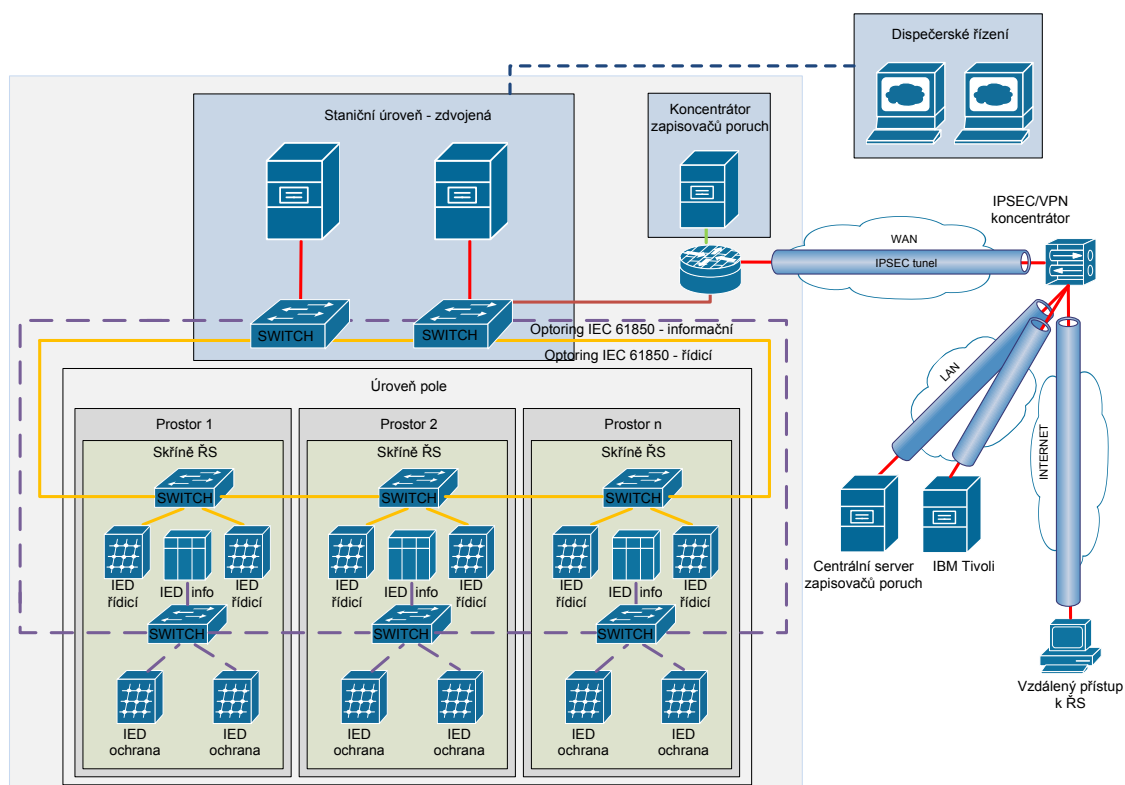 Dispečerské řízení
Staniční úroveň - zdvojená
Koncentrátor
zapisovačů poruch
IPSEC/VPN
koncentrátor
WAN
IPSEC tunel
SWITCH
SWITCH
Optoring IEC 61850 - informační
Optoring IEC 61850 - řídicí
LAN
INTERNET
Úroveň pole
Prostor 1
Prostor 2
Prostor n
Skříně ŘS
Skříně ŘS
Skříně ŘS
SWITCH
SWITCH
SWITCH
IED
řídicí
IED info
IED
řídicí
IED
řídicí
IED info
IED
řídicí
IED
řídicí
IED info
IED
řídicí
Centrální server
zapisovačů poruch
IBM Tivoli
SWITCH
SWITCH
SWITCH
Vzdálený přístup
k ŘS
IED
ochrana
IED
ochrana
IED
ochrana
IED
ochrana
IED
ochrana
IED
ochrana